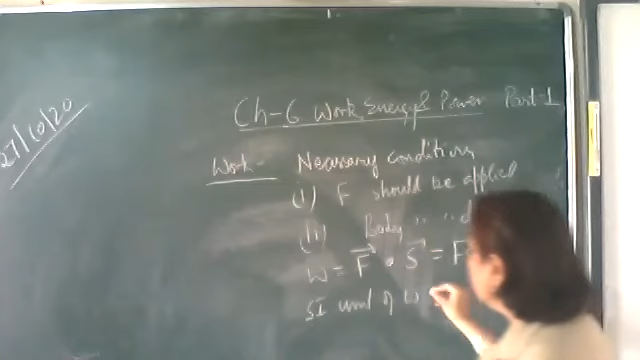 27/10/20
Ch-6 Work, Energy & Power Part-1
Work - Necessary conditions
(i) F should be applied
(ii) Body " " d
W = F . S = F
SI unit of W